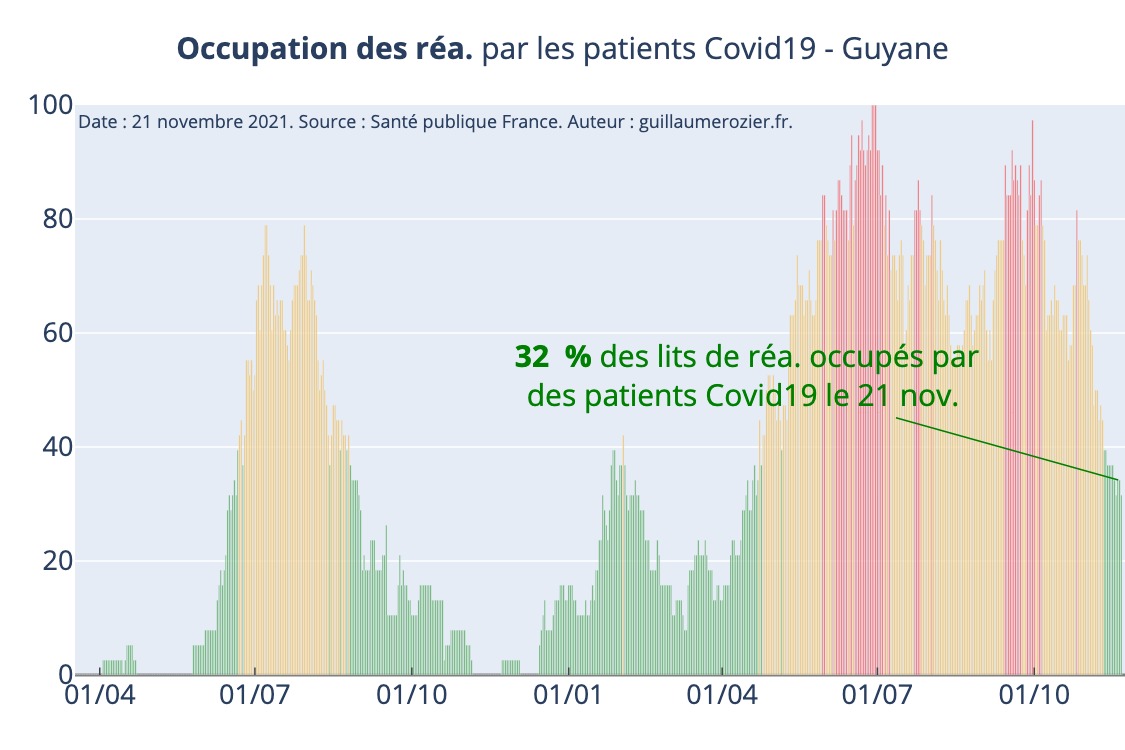 Occupation des réa. par les patients Covid19 - Guyane
100
Date : 21 novembre 2021. Source : Santé publique France. Auteur : guillaumerozier.fr.
80
60
32  % des lits de réa. occupés par
des patients Covid19 le 21 nov.
40
20
0
01/04 01/07 01/10 01/01 01/04 01/07 01/10